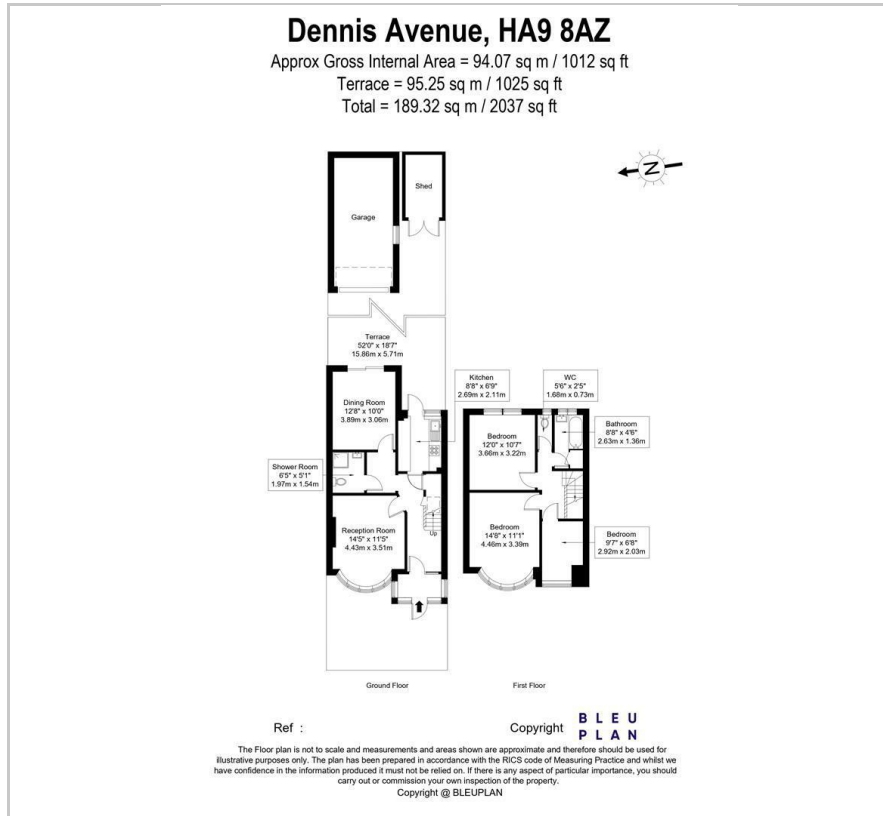 Dennis Avenue, HA9 8AZ
Approx Gross Internal Area = 94.07 sq m / 1012 sq ft
Terrace = 95.25 sq m / 1025 sq ft
Total = 189.32 sq m / 2037 sq ft
N
Shed
Garage
Terrace
52'0" x 18'7"
15.86m x 5.71m
Kitchen
8'8" x 6'9"
2.69m x 2.11m
WC
5'6" x 2'5"
1.68m x 0.73m
Dining Room
12'8" x 10'0"
3.89m x 3.06m
Bathroom
8'8" x 4'6"
2.63m x 1.36m
Bedroom
12'0" x 10'7"
3.66m x 3.22m
Shower Room
6'5" x 5'1"
1.97m x 1.54m
Reception Room
14'5" x 11'5"
4.43m x 3.51m
Up
Bedroom
14'8" x 11'1"
4.46m x 3.39m
Bedroom
9'7" x 6'8"
2.92m x 2.03m
Ground Floor
First Floor
Ref :
Copyright
BLEU
PLAN
The Floor plan is not to scale and measurements and areas shown are approximate and therefore should be used for
illustrative purposes only. The plan has been prepared in accordance with the RICS code of Measuring Practice and whilst we
have confidence in the information produced it must not be relied on. If there is any aspect of particular importance, you should
carry out or commission your own inspection of the property.
Copyright @ BLEUPLAN